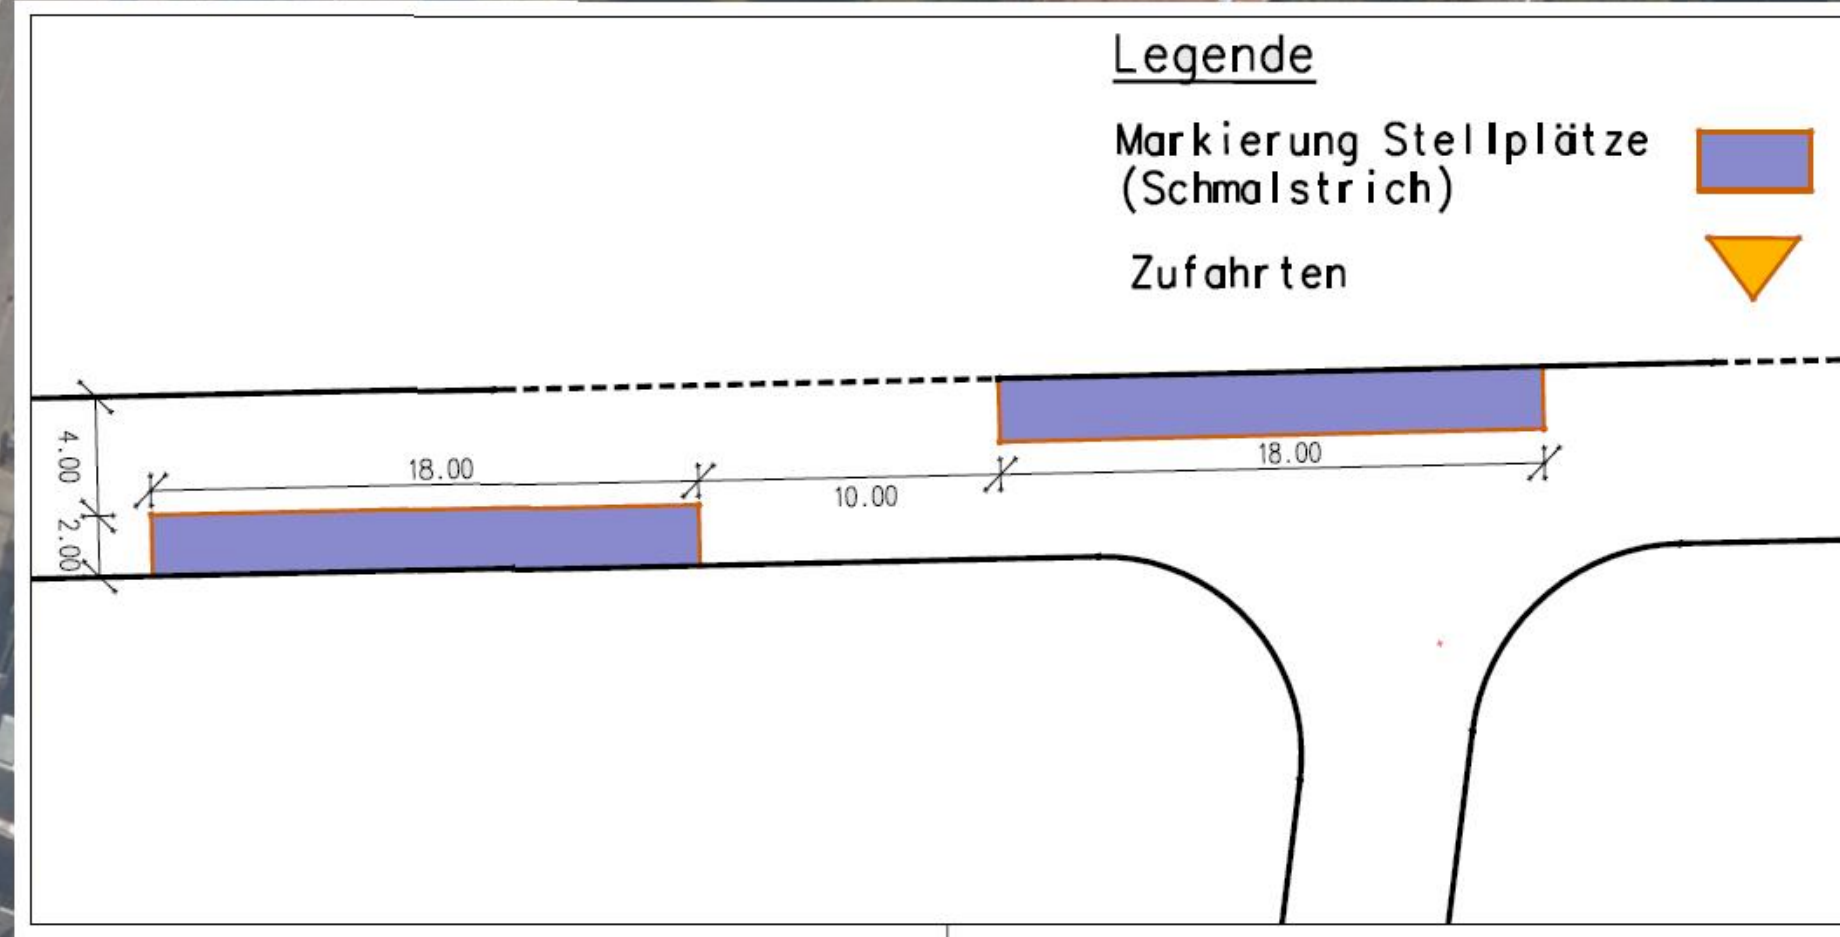 Legende
Markierung Stellplätze
(Schmalstrich)
Zufahrten
4.00
18.00
18.00
10.00
2.00